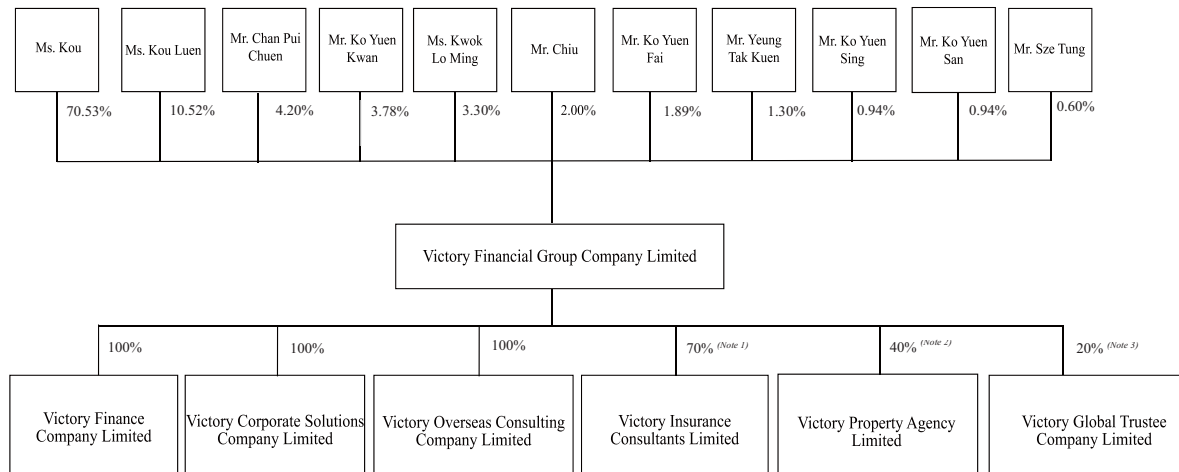 Ms. Kou
Ms. Kou Luen
Mr. Chan Pui
Chuen
Mr. Ko Yuen
Kwan
Ms. Kwok
Lo Ming
Mr. Chiu
Mr. Ko Yuen
Fai
Mr. Yeung
Tak Kuen
Mr. Ko Yuen
Sing
Mr. Ko Yuen
San
Mr. Sze Tung
70.53%
10.52%
4.20%
3.78%
3.30%
2.00%
1.89%
1.30%
0.94%
0.94%
0.60%
Victory Financial Group Company Limited
100%
100%
100%
70% (Note 1)
40% (Note 2)
20% (Note 3)
Victory Finance
Company Limited
Victory Corporate Solutions
Company Limited
Victory Overseas Consulting
Company Limited
Victory Insurance
Consultants Limited
Victory Property Agency
Limited
Victory Global Trustee
Company Limited